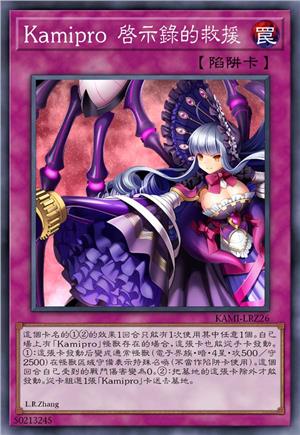 Kamipro 啓示錄的救援
罠
【陷阱卡】
KAMI-LRZ26
這個卡名的①②的效果1回合只能有1次使用其中任意1個。自己
場上有「Kamipro」怪獸存在的場合，這張卡也能從手卡發動。
①：這張卡發動後變成通常怪獸（電子界族・暗・4星・攻500／守
2500）在怪獸區域守備表示特殊召喚（不當作陷阱卡使用）。這個
回合自己受到的戰鬥傷害變為0。②：把墓地的這張卡除外才能發
動。從卡組選1張「Kamipro」卡送去墓地。
L.R.Zhang
S0213245